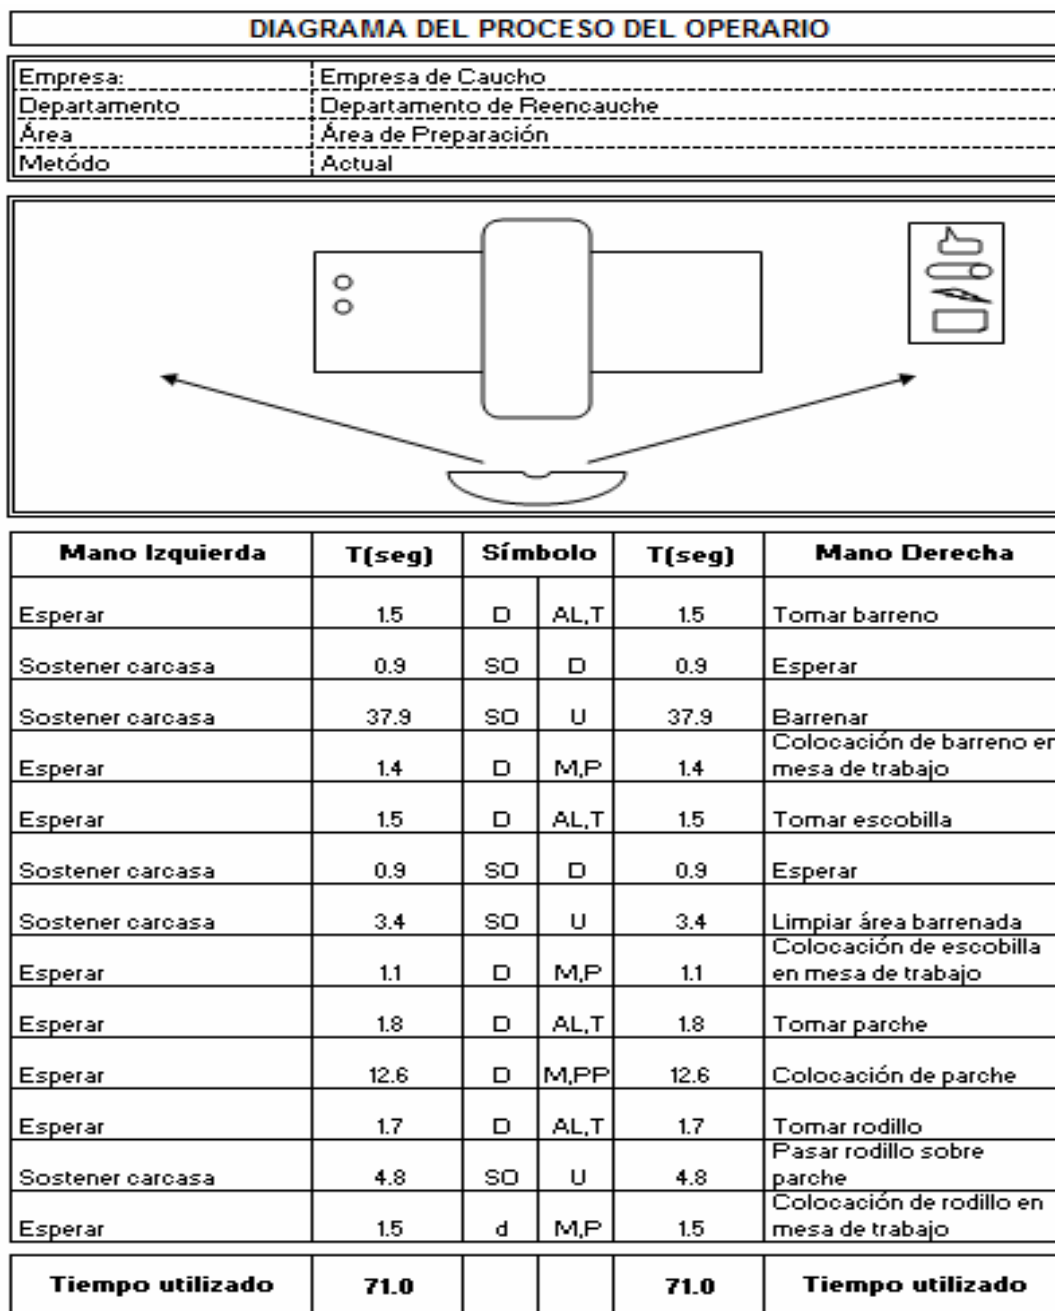 DIAGRAMA DEL PROCESO DEL OPERARIO
Empresa: Empresa de Caucho
Departamento Departamento de Reencauche
Área Área de Preparación
Metódo Actual
Mano Izquierda T(seg) Símbolo T(seg) Mano Derecha
Esperar 1.5 D AL,T 1.5 Tomar barreno
Sostener carcasa 0.9 SO D 0.9 Esperar
Sostener carcasa 37.9 SO U 37.9 Barrenar
Colocación de barreno en
Esperar 1.4 D M,P 1.4 mesa de trabajo
Esperar 1.5 D AL,T 1.5 Tomar escobilla
Sostener carcasa 0.9 SO D 0.9 Esperar
Sostener carcasa 3.4 SO U 3.4 Limpiar área barrenada
Colocación de escobilla
Esperar 1.1 D M,P 1.1 en mesa de trabajo
Esperar 1.8 D AL,T 1.8 Tomar parche
Esperar 12.6 D M,PP 12.6 Colocación de parche
Esperar 1.7 D AL,T 1.7 Tomar rodillo
Pasar rodillo sobre
Sostener carcasa 4.8 SO U 4.8 parche
Colocación de rodillo en
Esperar 1.5 d M,P 1.5 mesa de trabajo
Tiempo utilizado 71.0 71.0 Tiempo utilizado